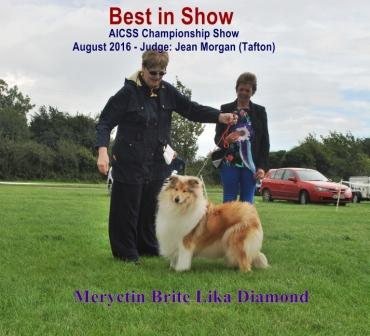 Best in Show
AICSS Championship Show
August 2016 - Judge: Jean Morgan (Tafton)
Meryctin Brite Lika Diamond